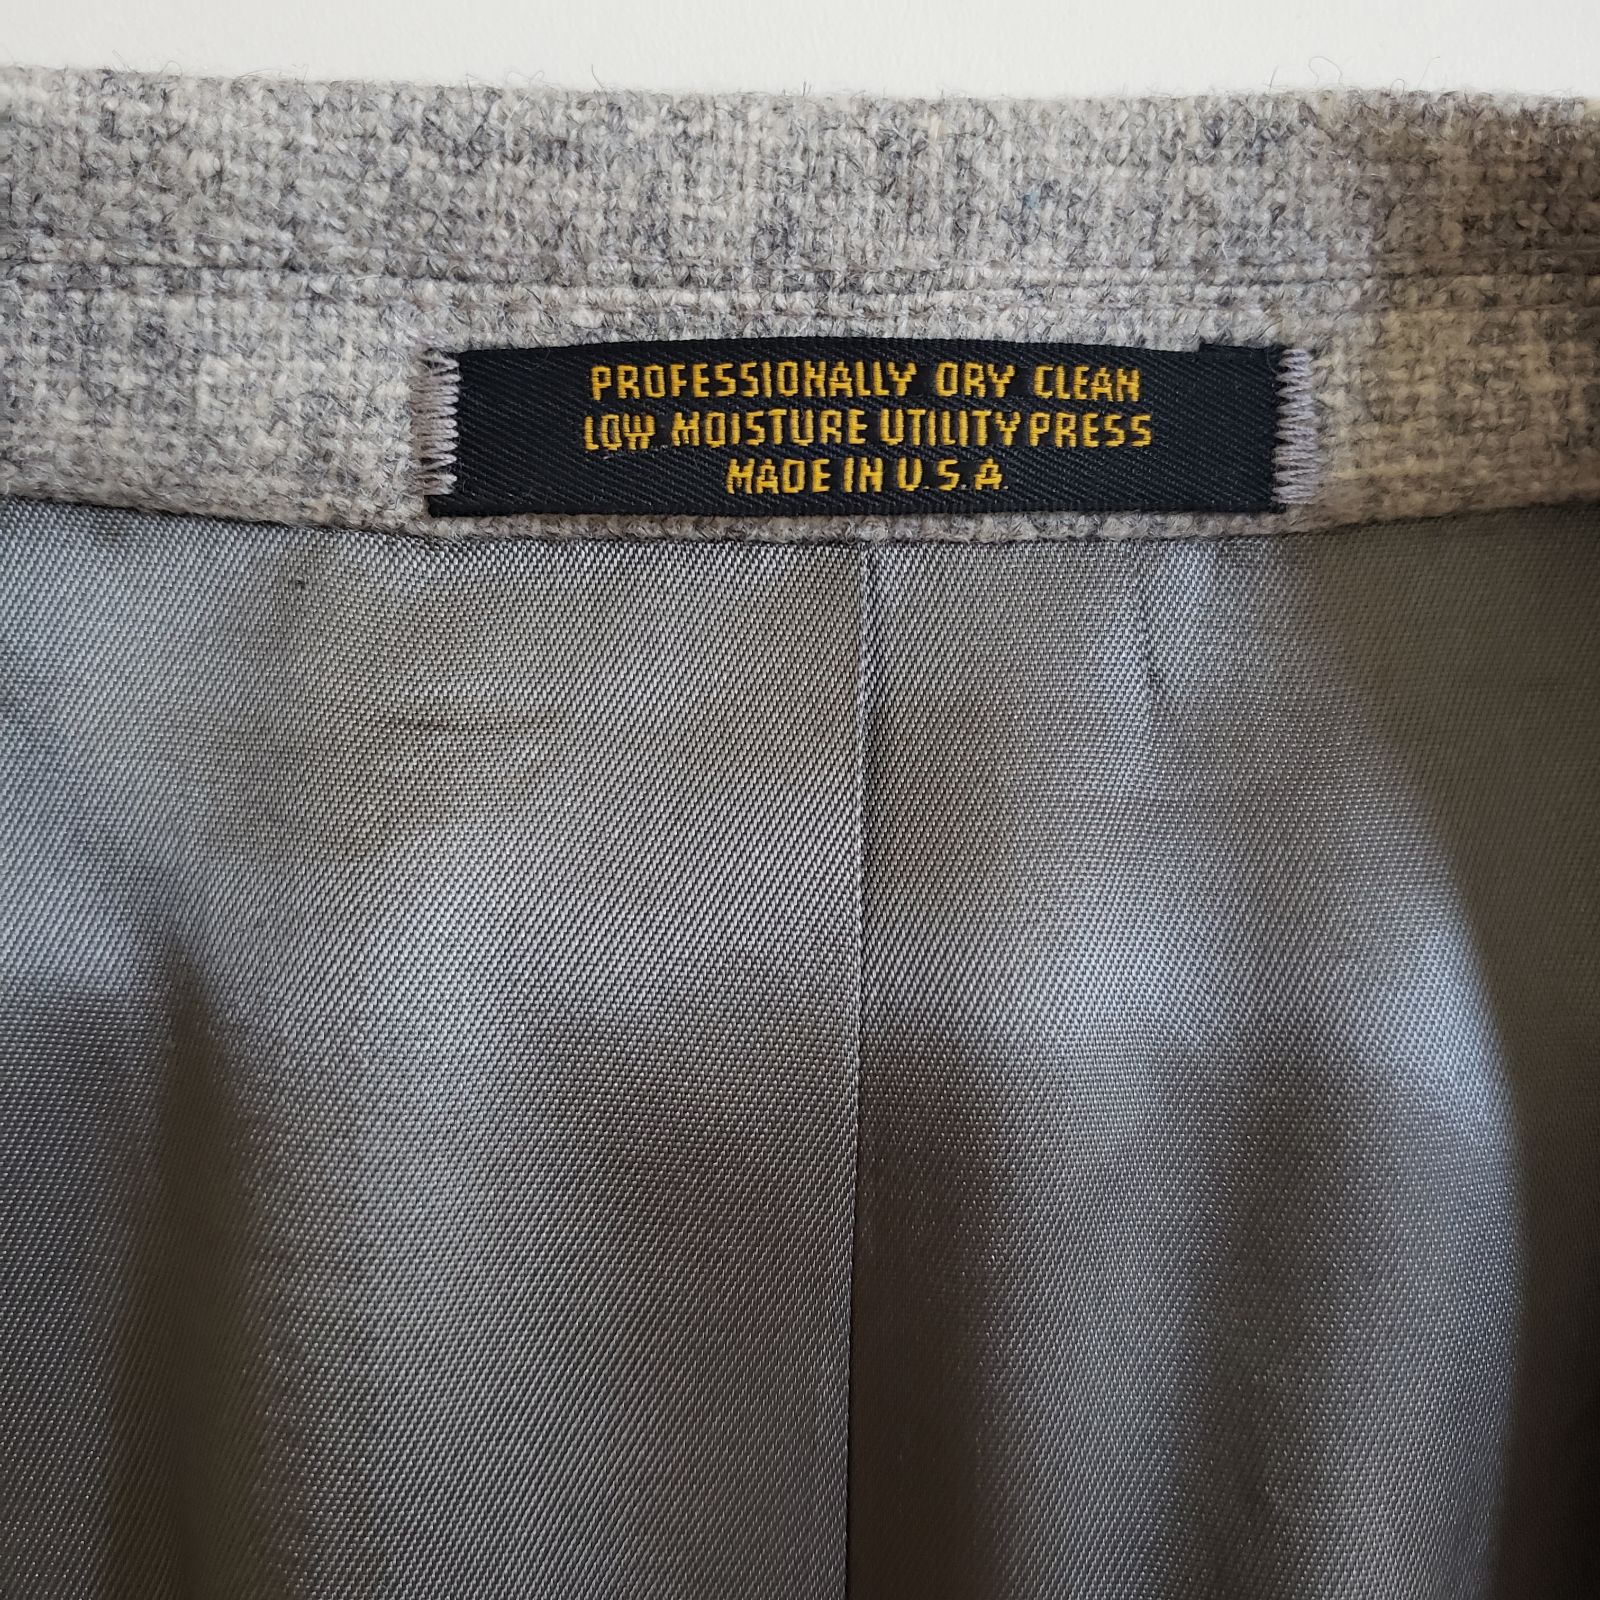 PROFESSIONALLY DRY CLEAN
LOW MOISTURE UTILITY PRESS
MADE IN U.S.A.